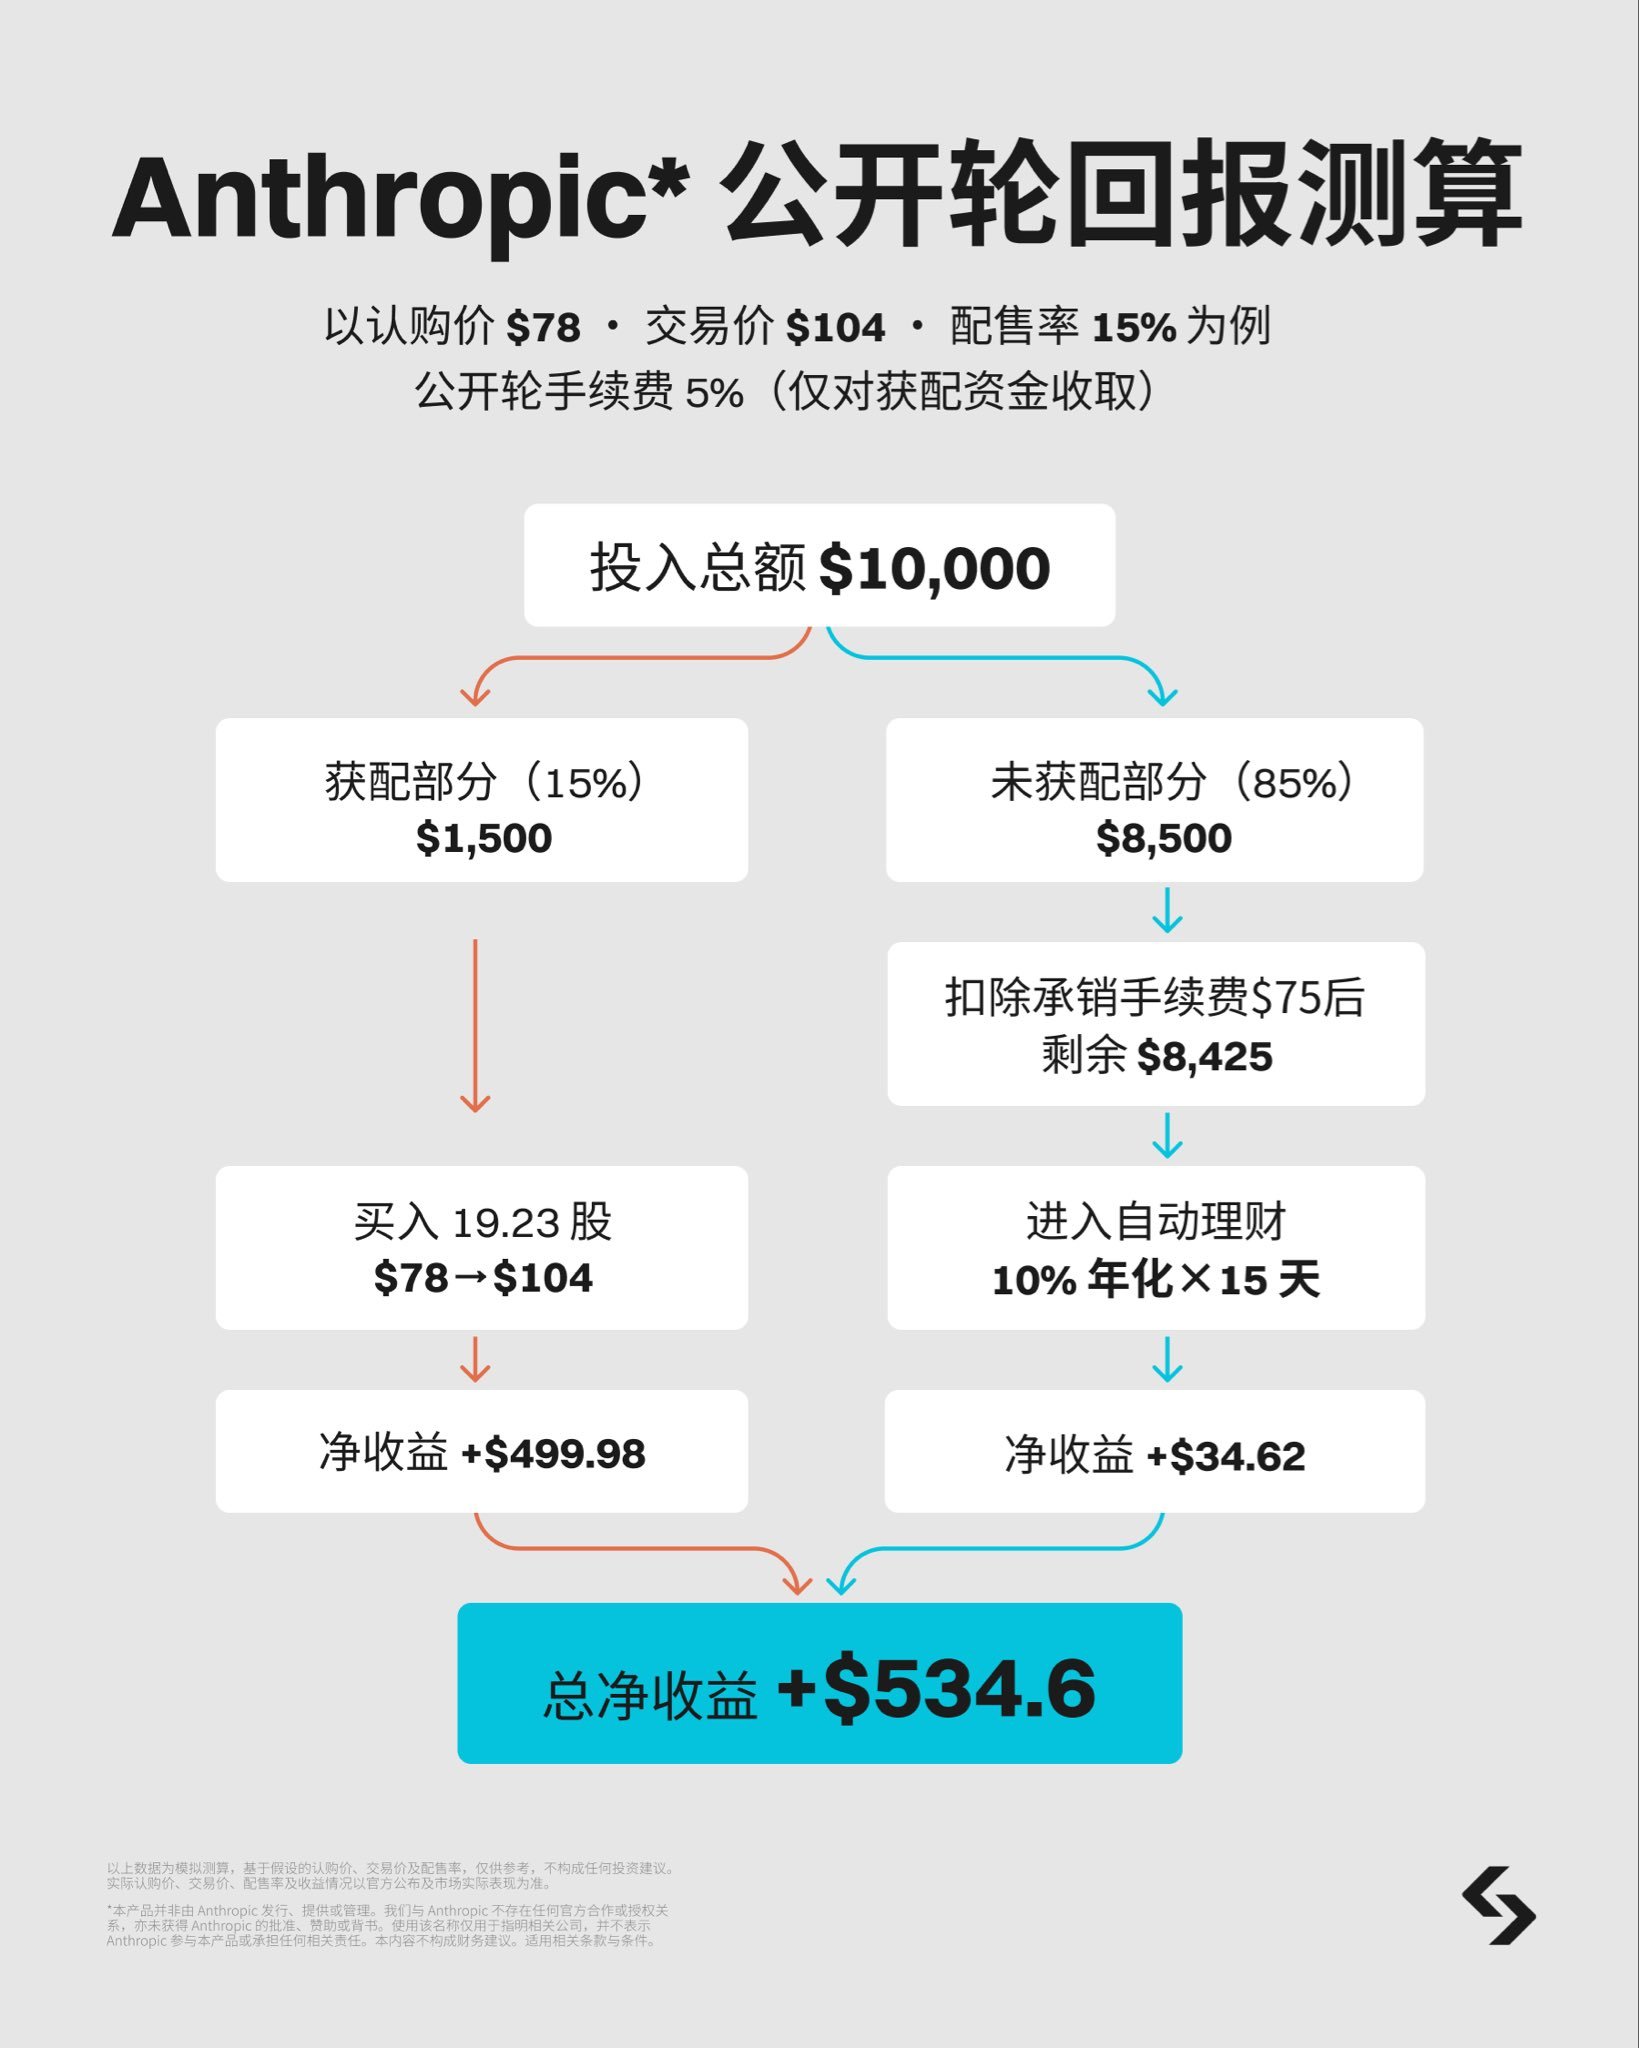 Anthropic* 公开轮回报测算
以认购价 $78 · 交易价 $104 · 配售率 15% 为例
公开轮手续费 5%（仅对获配资金收取）
投入总额 $10,000
获配部分（15%）
$1,500
未获配部分（85%）
$8,500
扣除承销手续费$75后
剩余 $8,425
买入 19.23 股
$78→$104
进入自动理财
10% 年化×15 天
净收益 +$499.98
净收益 +$34.62
总净收益 +$534.6
以上数据为模拟测算，基于假设的认购价、交易价及配售率，仅供参考，不构成任何投资建议。
实际认购价、交易价、配售率及收益情况以官方公布及市场实际表现为准。
*本产品并非由 Anthropic 发行、提供或管理。我们与 Anthropic 不存在任何官方合作或授权关
系，亦未获得 Anthropic 的批准、赞助或背书。使用该名称仅用于指明相关公司，并不表示
Anthropic 参与本产品或承担任何相关责任。本内容不构成财务建议。适用相关条款与条件。